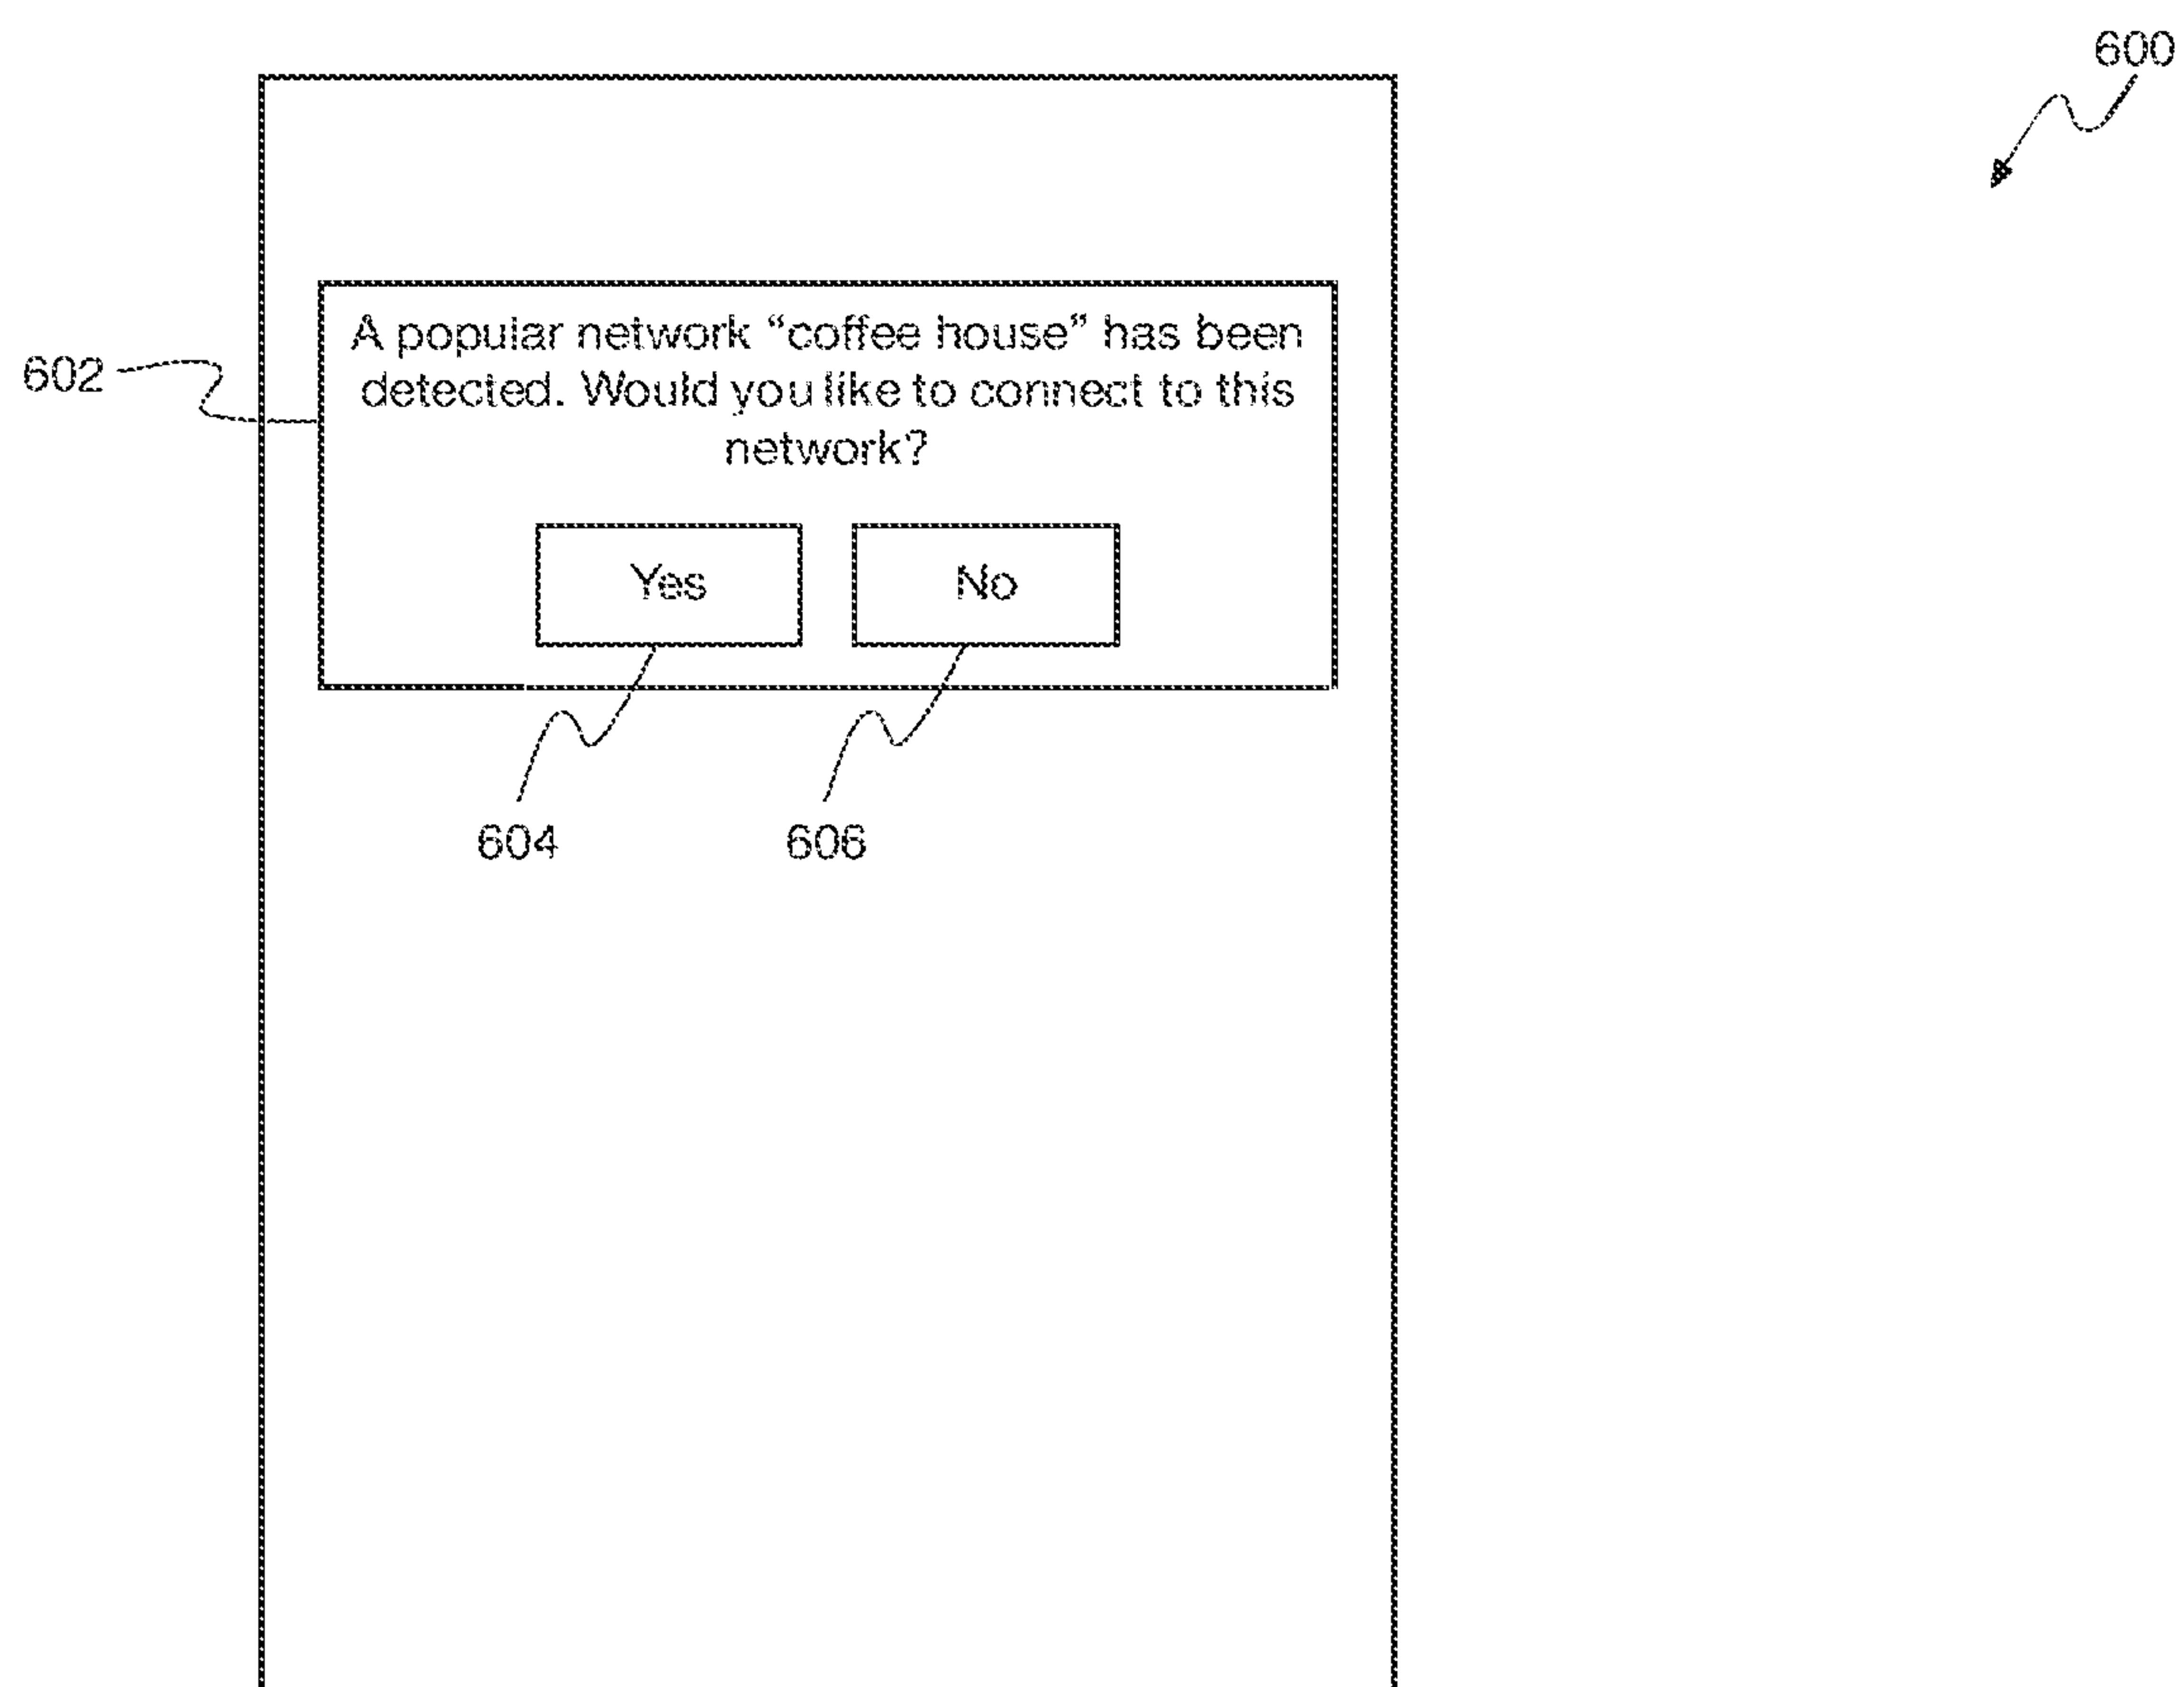 600
A popular network “coffee house” has been
602
detected. Would you like to connect to this
network?
Yes No
604 606